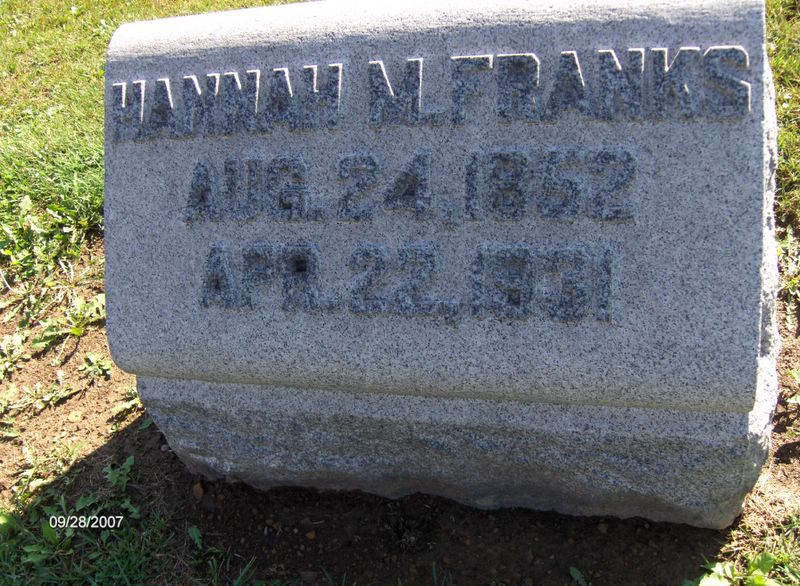 HANNAH M. FRANKS
AUG. 24, 1852
APR. 22, 1931
09/28/2007